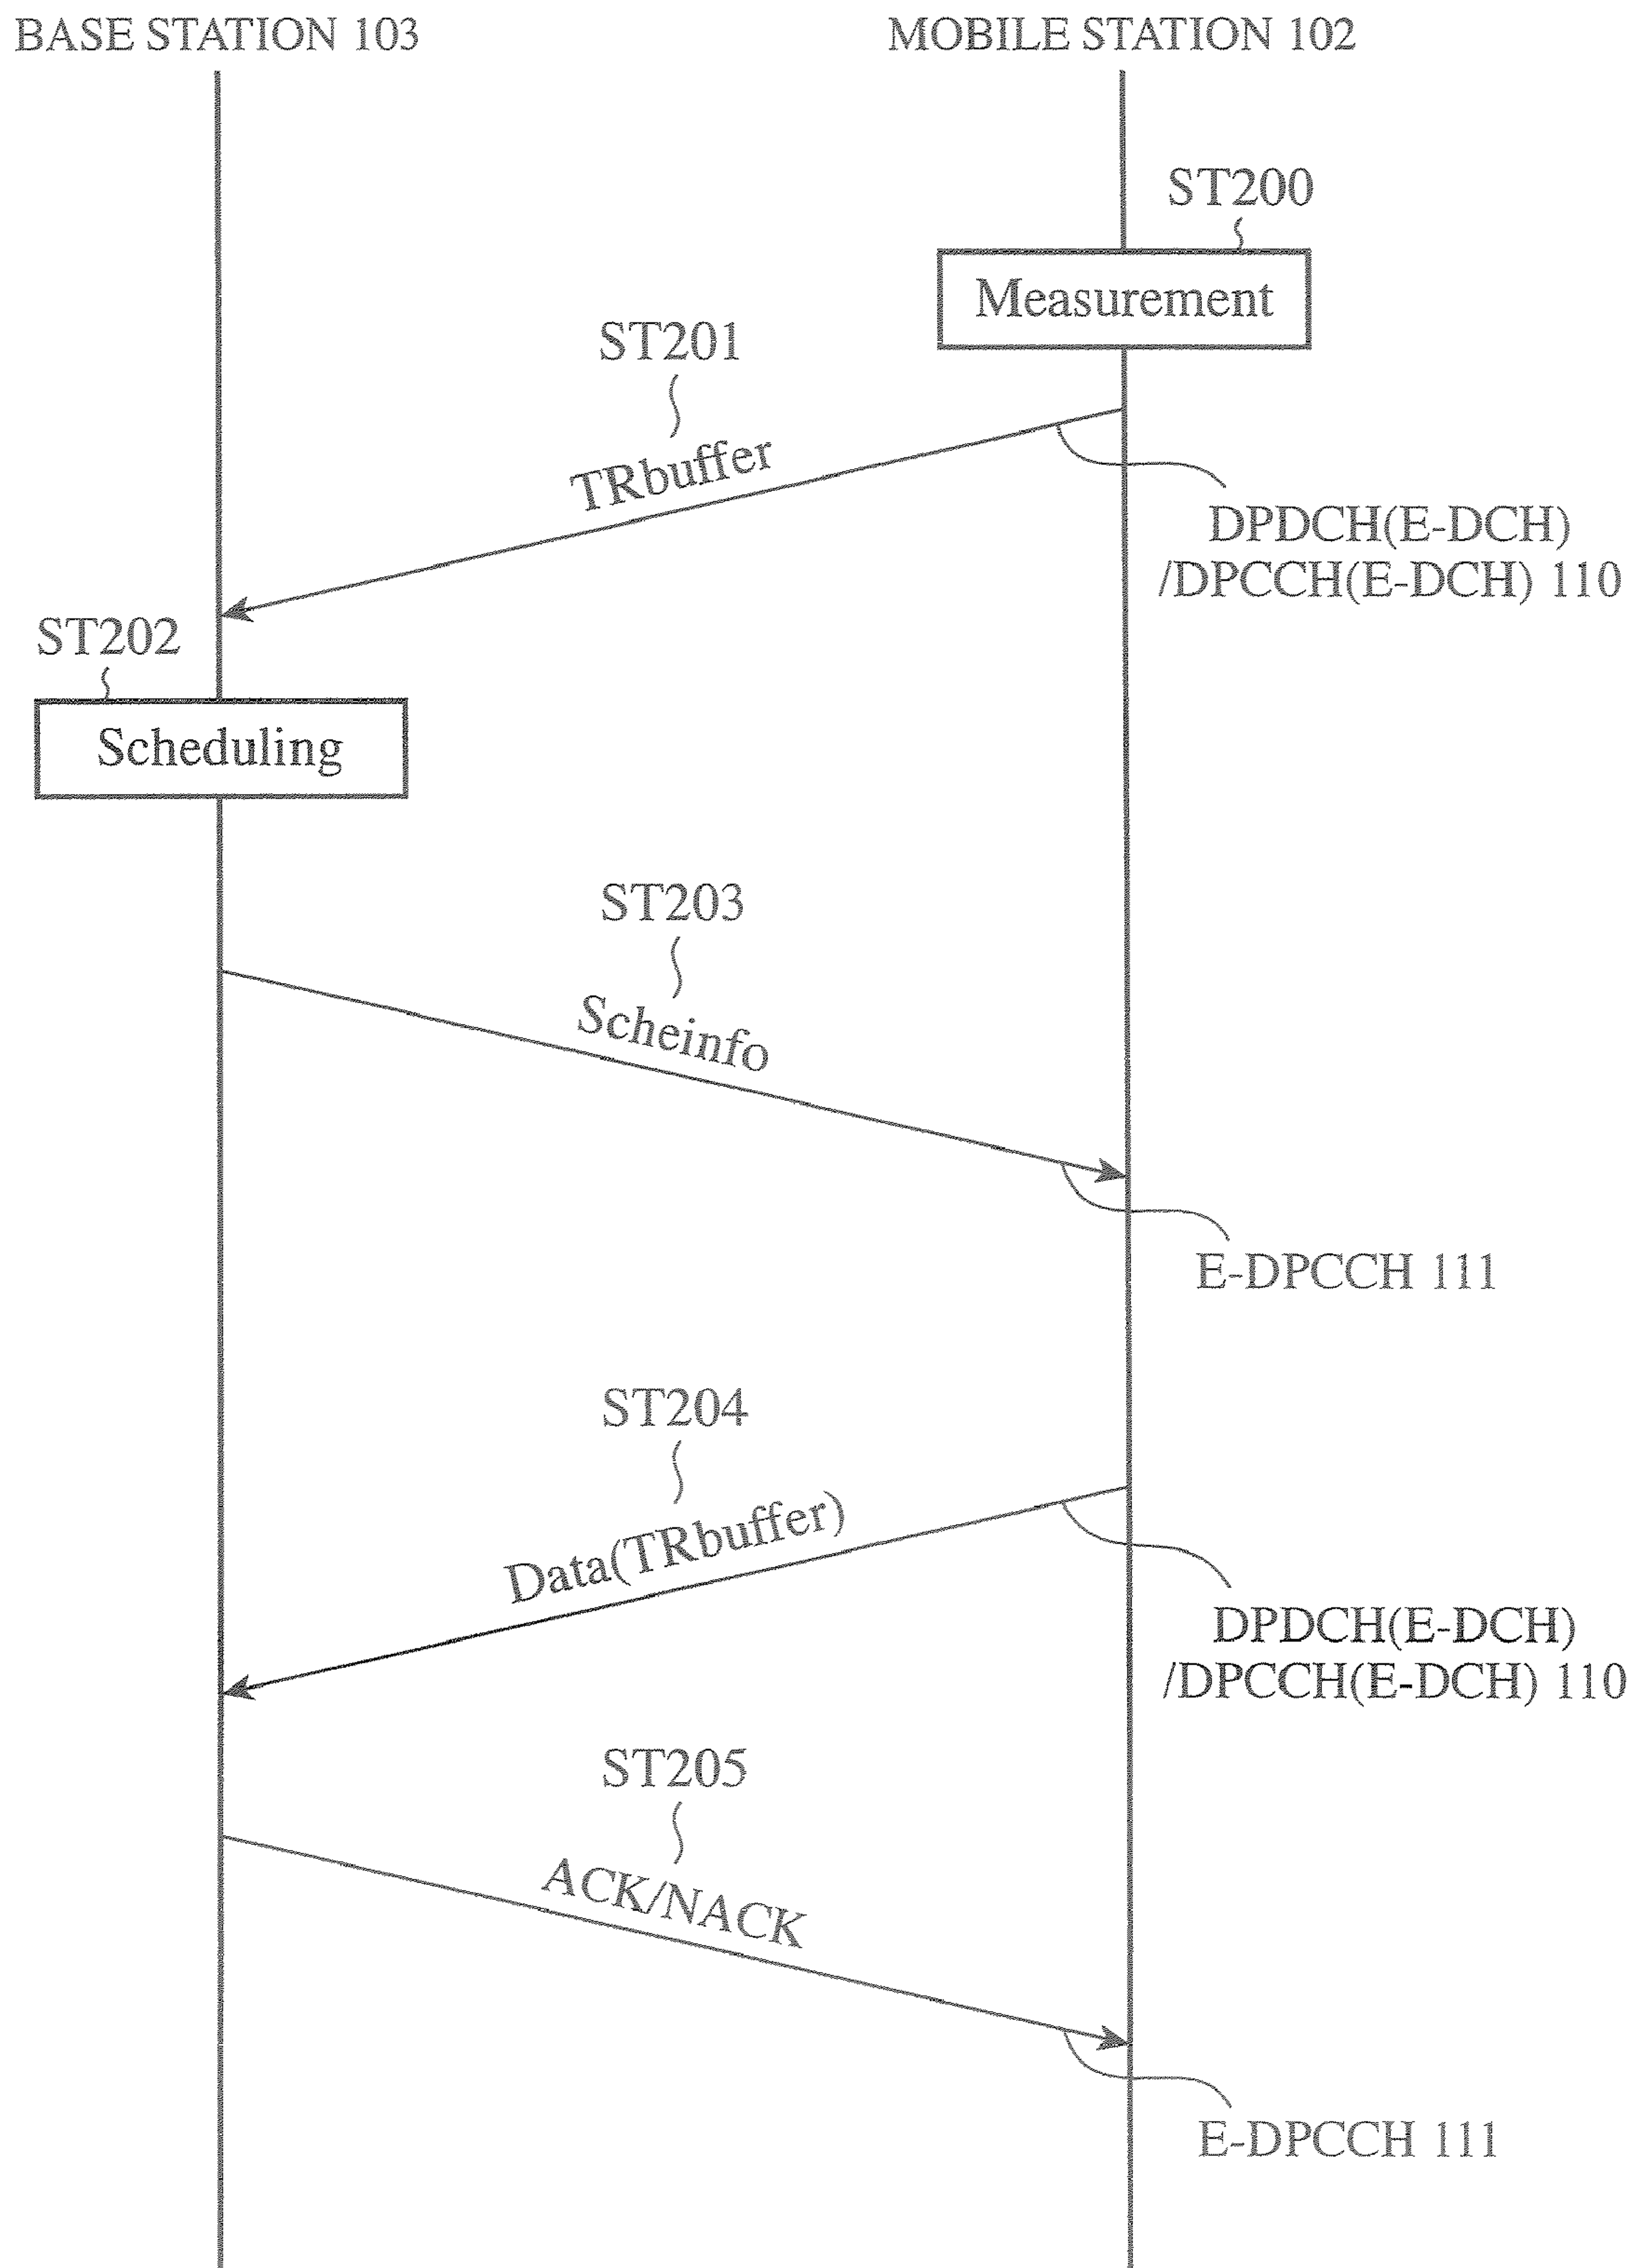 BASE STATION 103
MOBILE STATION 102
ST200
Measurement
ST201
TRbuffer
DPDCH(E-DCH)
/DPCCH(E-DCH) 110
ST202
Scheduling
ST203
Scheinfo
E-DPCCH 111
ST204
Data(TRbuffer)
DPDCH(E-DCH)
/DPCCH(E-DCH) 110
ST205
ACK/NACK
E-DPCCH 111